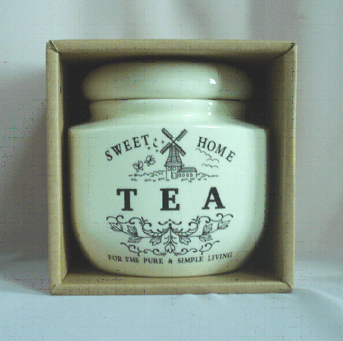 SWEET HOME
TEA
FOR THE PURE & SIMPLE LIVING